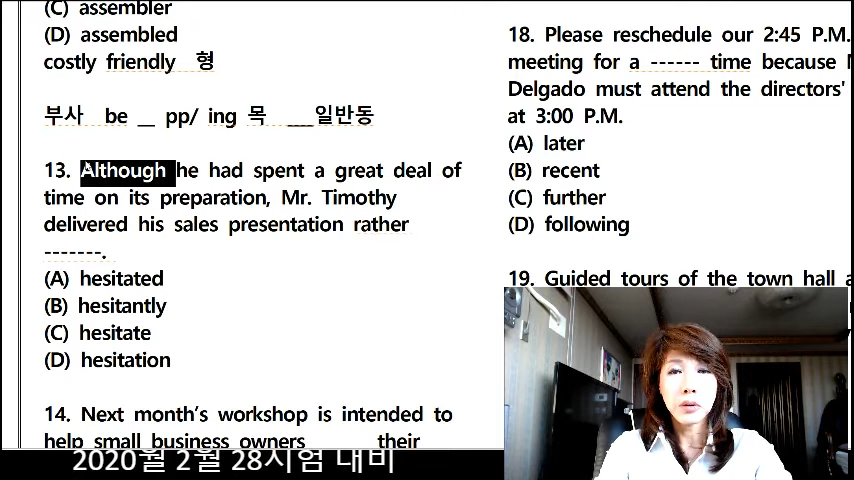 (C) assembler
(D) assembled
costly friendly 형
부사 be __ pp/ ing 목 ___일반동
13. Although he had spent a great deal of
time on its preparation, Mr. Timothy
delivered his sales presentation rather
-------.
(A) hesitated
(B) hesitantly
(C) hesitate
(D) hesitation
14. Next month's workshop is intended to
help small business owners their
18. Please reschedule our 2:45 P.M.
meeting for a ------ time because
Delgado must attend the directors'
at 3:00 P.M.
(A) later
(B) recent
(C) further
(D) following
19. Guided tours of the town hall
2020월 2월 28시험 대비